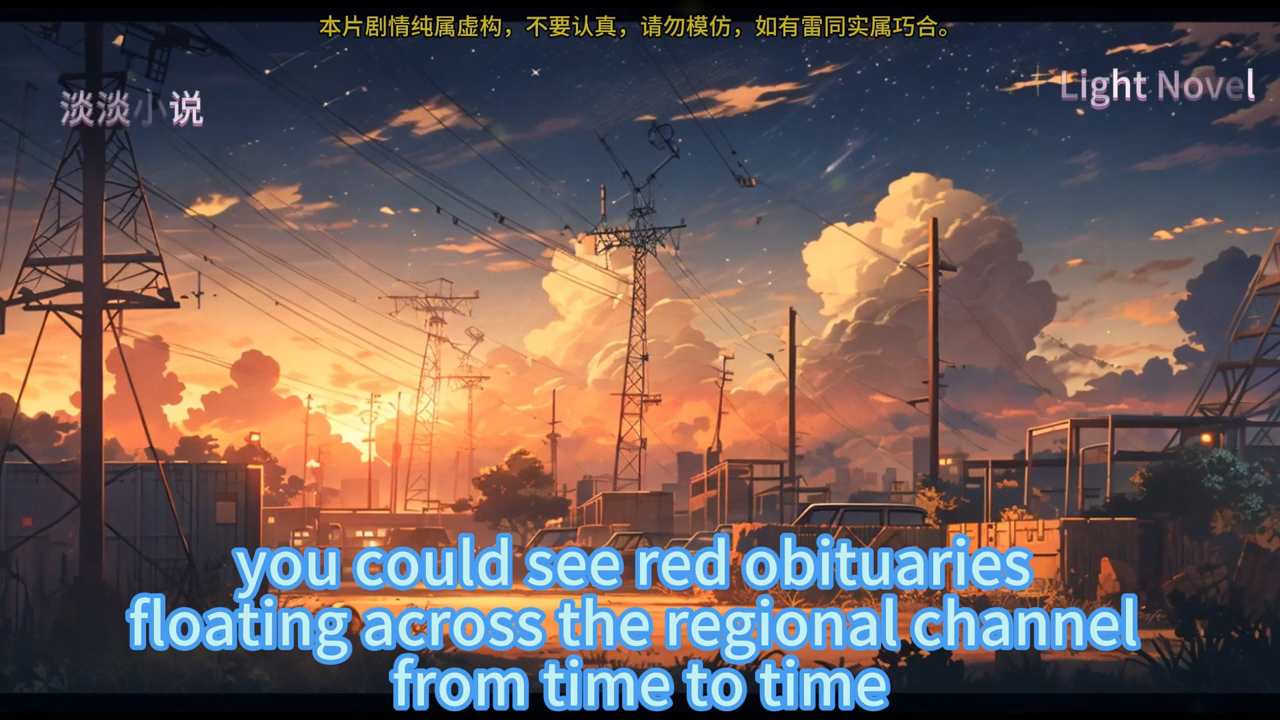 本片剧情纯属虚构，不要认真，请勿模仿，如有雷同实属巧合。
淡淡小说
Light Novel
you could see red obituaries
floating across the regional channel
from time to time